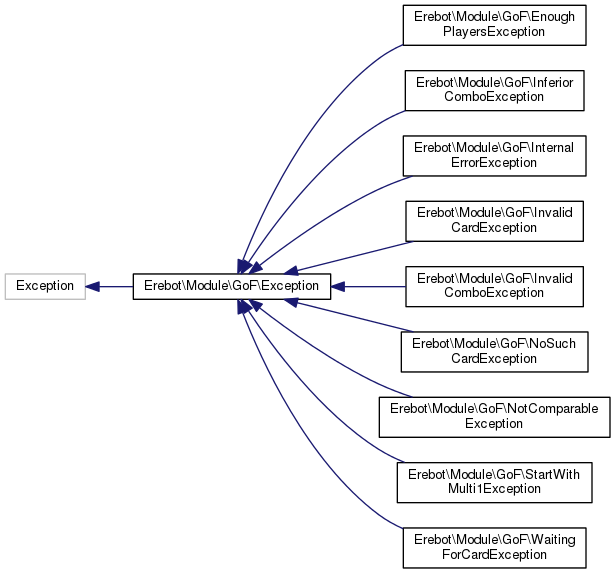 Erebot\Module\GoF\Enough
PlayersException
Erebot\Module\GoF\Inferior
ComboException
Erebot\Module\GoF\Internal
ErrorException
Erebot\Module\GoF\Invalid
CardException
Exception
Erebot\Module\GoF\Exception
Erebot\Module\GoF\Invalid
ComboException
Erebot\Module\GoF\NoSuch
CardException
Erebot\Module\GoF\NotComparable
Exception
Erebot\Module\GoF\StartWith
Multi1Exception
Erebot\Module\GoF\Waiting
ForCardException